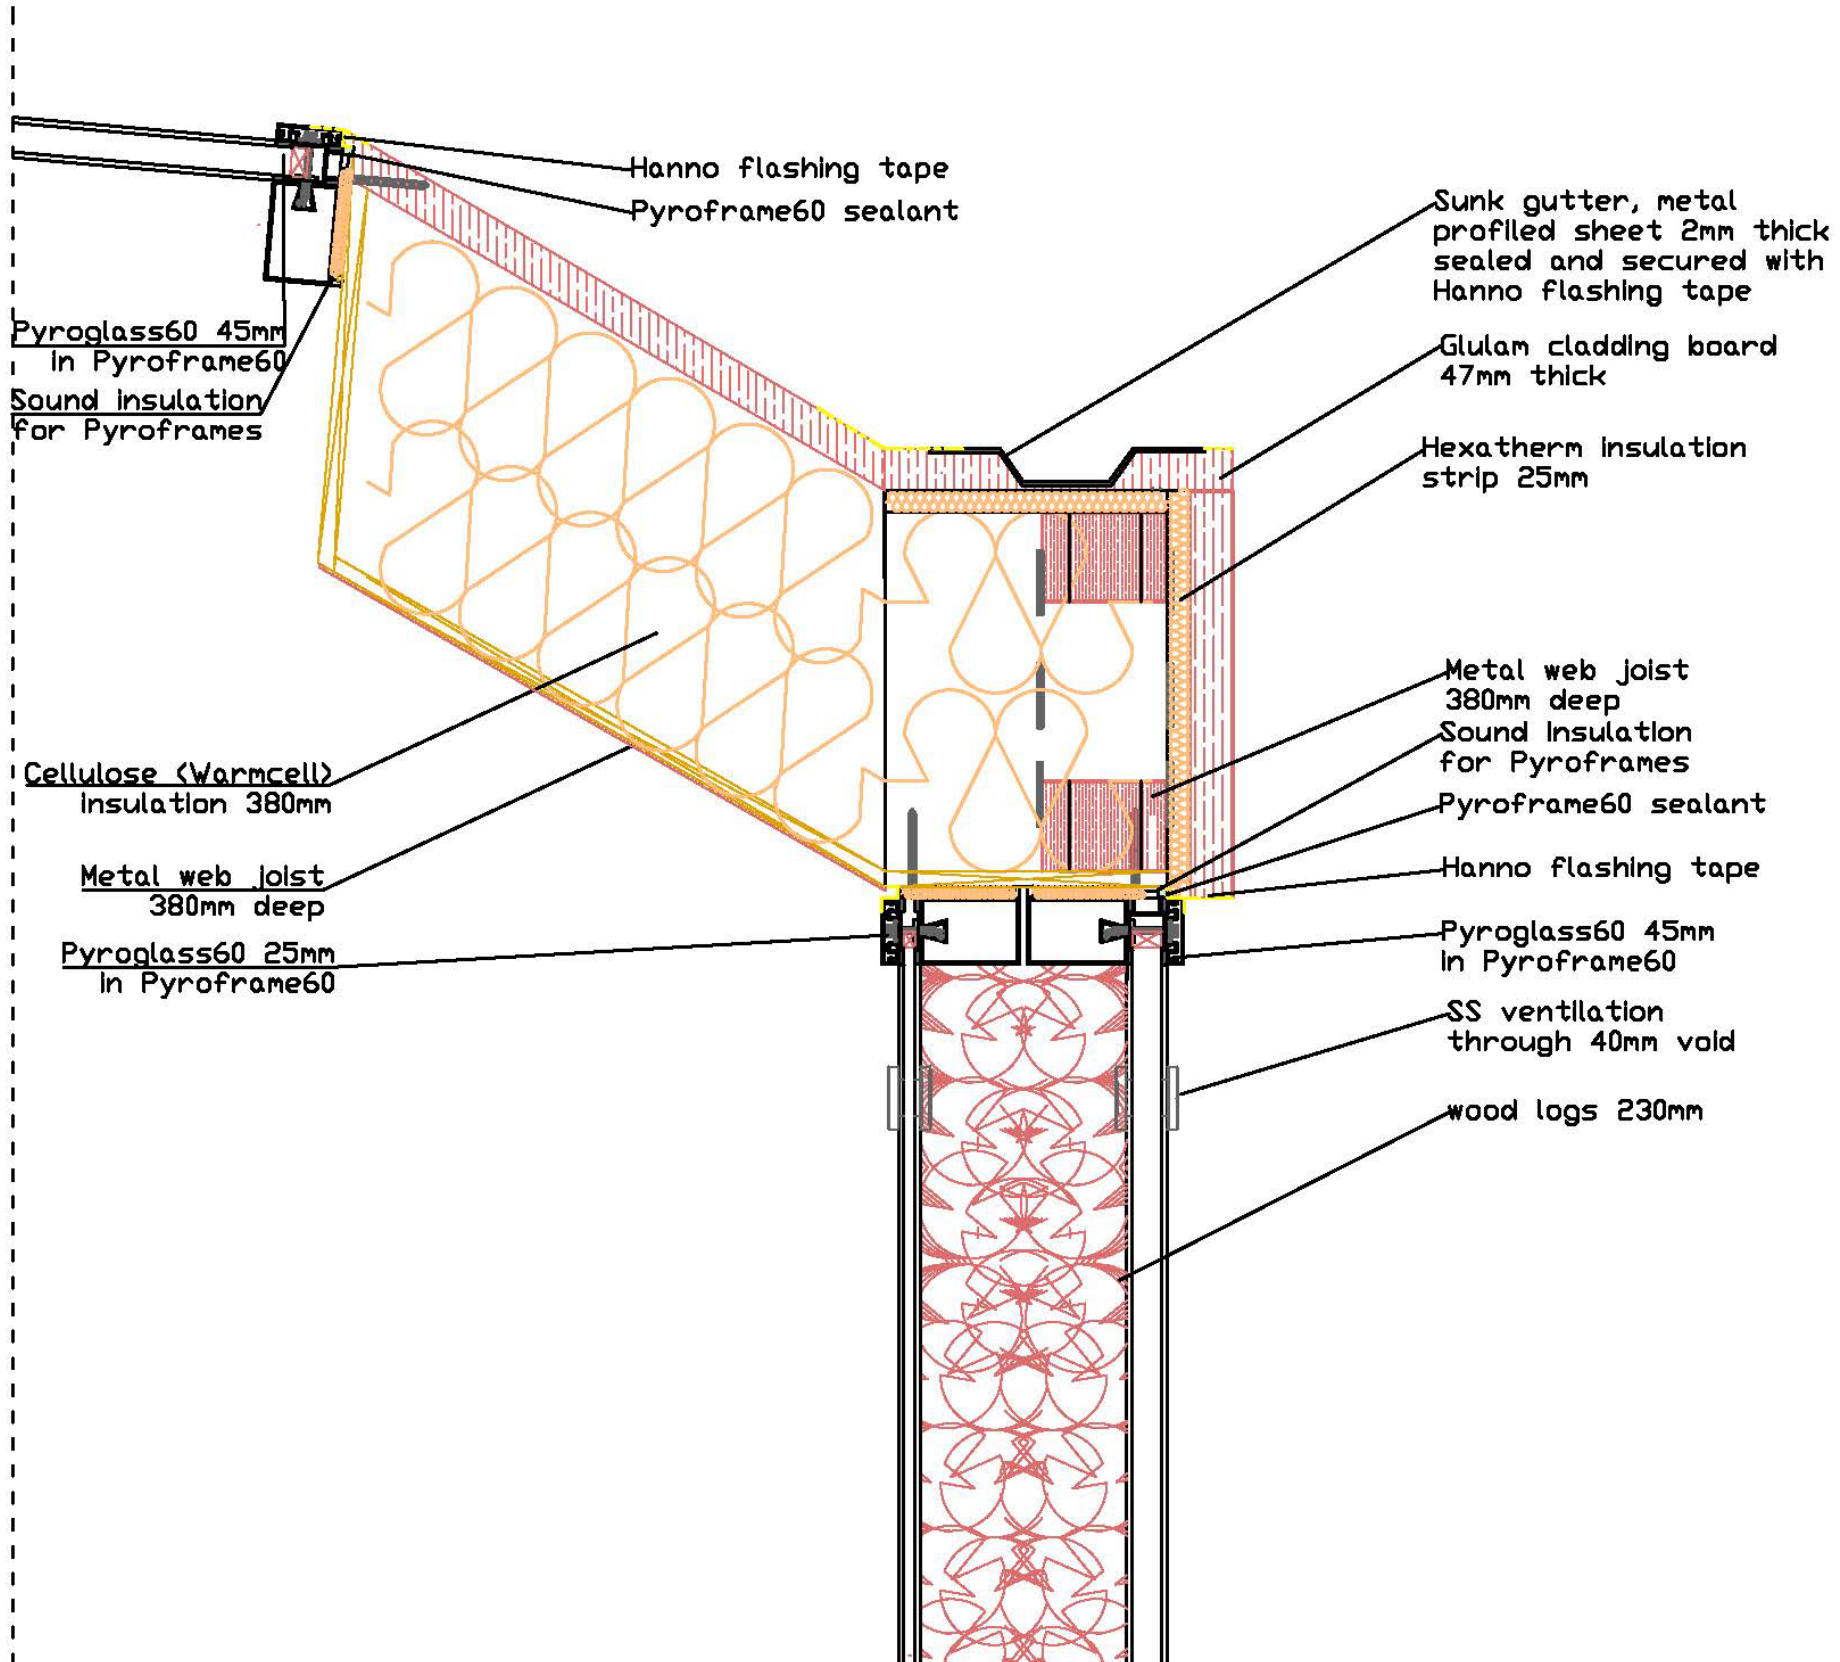 Hanno flashing tape
Pyroframe60 sealant
Sunk gutter, metal
profiled sheet 2mm thick
sealed and secured with
Hanno flashing tape
Pyroglass60 45mm
in Pyroframe60
Glulam cladding board
47mm thick
Sound insulation
for Pyroframes
Hexatherm insulation
strip 25mm
Metal web joist
380mm deep
Sound insulation
for Pyroframes
Cellulose (Warmcell)
insulation 380mm
Pyroframe60 sealant
Metal web joist
380mm deep
Hanno flashing tape
Pyroglass60 25mm
in Pyroframe60
Pyroglass60 45mm
in Pyroframe60
SS ventilation
through 40mm void
wood logs 230mm